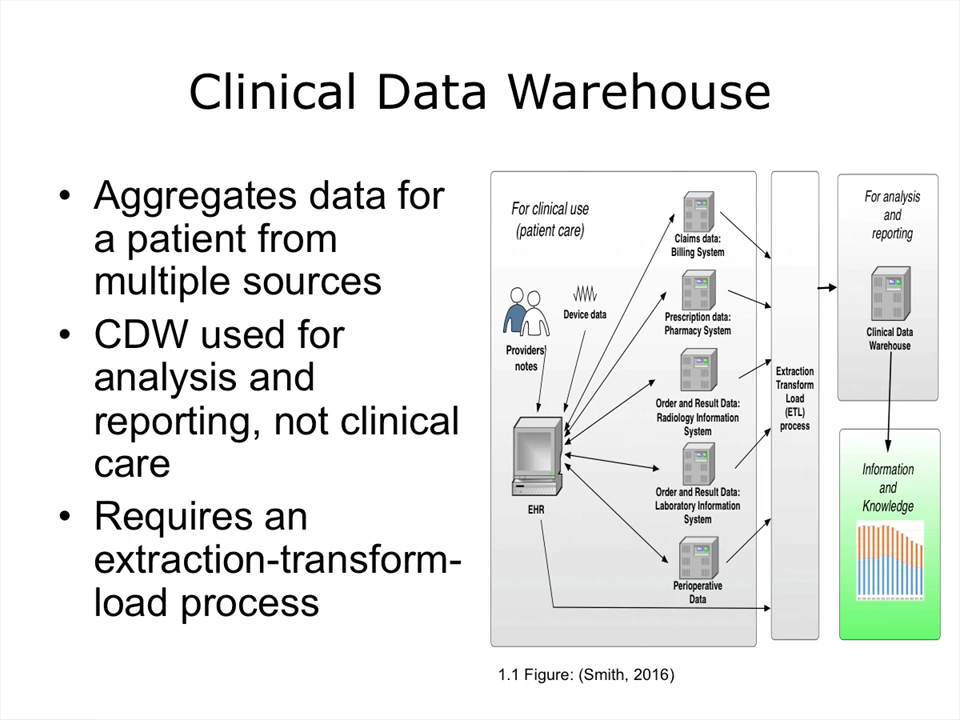 Clinical Data Warehouse
• Aggregates data for
a patient from
multiple sources
• CDW used for
analysis and
reporting, not clinical
care
• Requires an
extraction-transform-
load process
For clinical use
(patient care)
Providers'
notes
Device data
EHR
Claims data:
Billing System
Prescription data:
Pharmacy System
Order and Result Data:
Radiology Information
System
Order and Result Data:
Laboratory Information
System
Perioperative
Data
Extraction
Transform
Load
(ETL)
process
For analysis
and
reporting
Clinical Data
Warehouse
Information
and
Knowledge
1.1 Figure: (Smith, 2016)